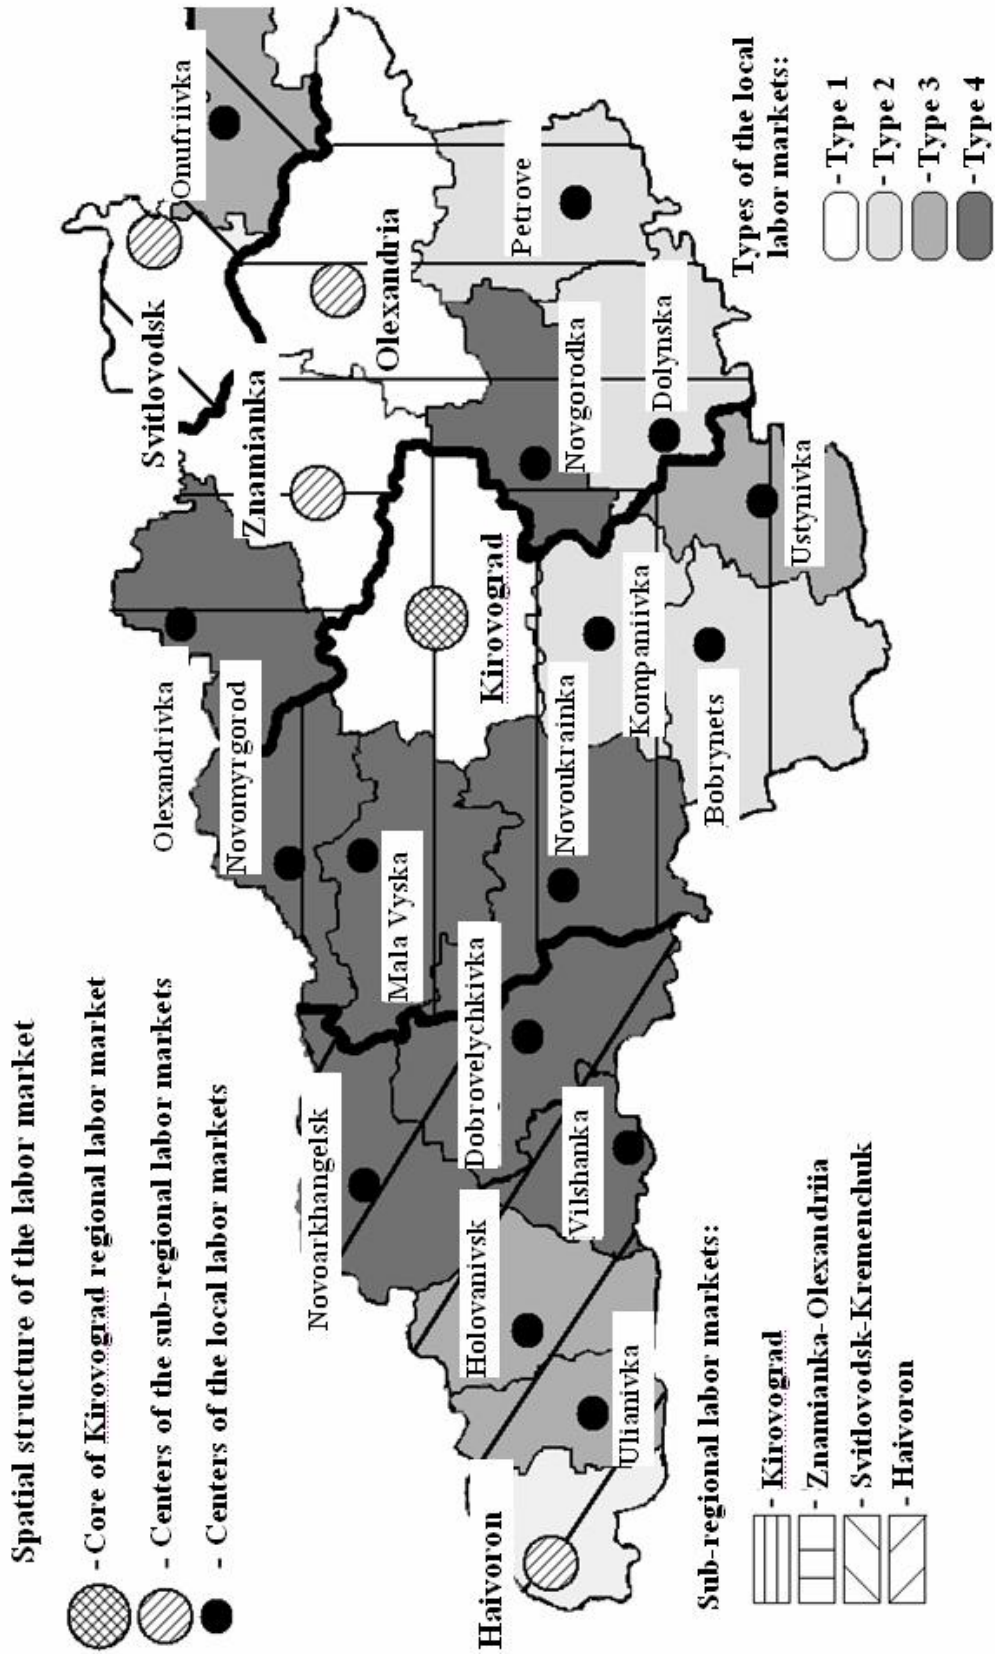 Spatial structure of the labor market
-Core of Kirovograd regional labor market
- Centers of the sub-regional labor markets
- Centers of the local labor markets
Svitlovodsk
Onufriivka
Olexandrivka
Znamianka
Novomyrgorod
Olexandria
Novoarkhangelsk
Mala Vyska
Kirovograd
Petrove
Haivoron
Holovanivsk
Dobrovelychkivka
Novoukrainka
Novgorodka
Ulianivka
Vilshanka
Kompaniivka
Dolynska
Bobrynets
Ustynivka
Sub-regional labor markets:
- Kirovograd
- Znamianka-Olexandriia
- Svitlovodsk-Kremenchuk
- Haivoron
Types of the local
labor markets:
- Type 1
- Type 2
- Type 3
- Type 4